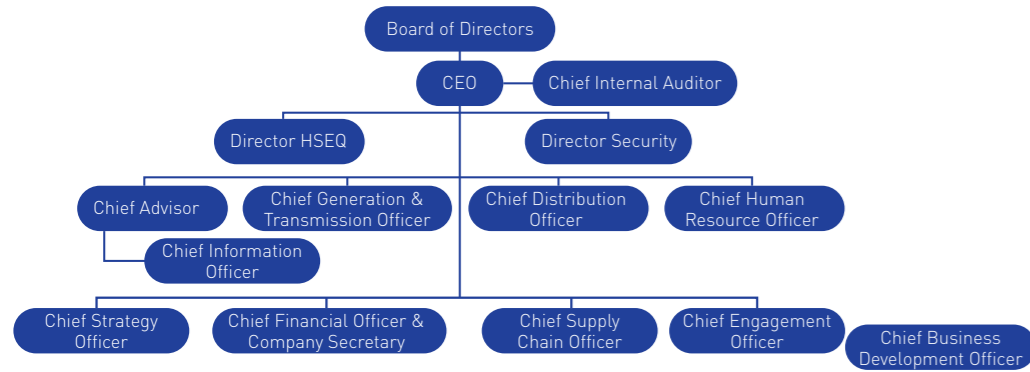 Board of Directors
CEO
Chief Internal Auditor
Director HSEQ
Director Security
Chief Advisor
Chief Generation &
Transmission Officer
Chief Distribution
Officer
Chief Human
Resource Officer
Chief Information
Officer
Chief Strategy
Officer
Chief Financial Officer &
Company Secretary
Chief Supply
Chain Officer
Chief Engagement
Officer
Chief Business
Development Officer